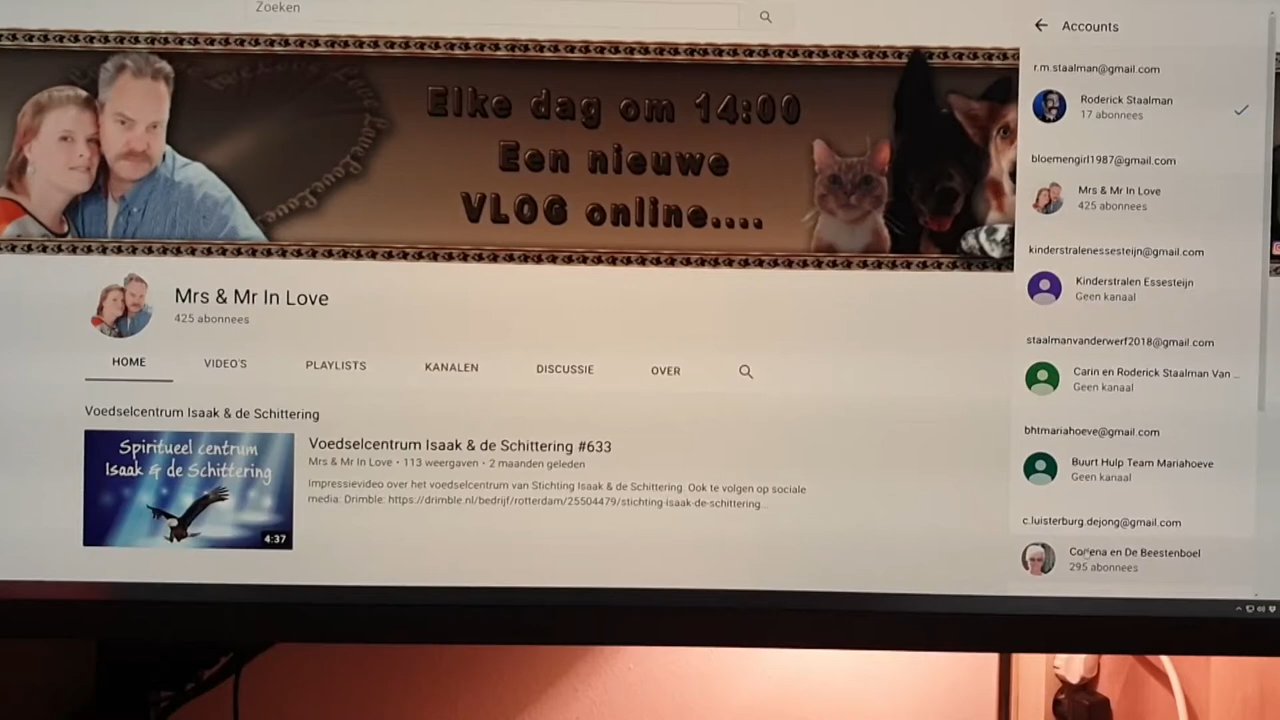 Zoeken
Elke dag om 14:00
Een nieuwe
VLOG online....
Mrs & Mr In Love
425 abonnees
HOME
VIDEO'S
PLAYLISTS
KANALEN
DISCUSSIE
OVER
Voedselcentrum Isaak & de Schittering
Spiritueel centrum
Isaak & de Schittering
4:37
Voedselcentrum Isaak & de Schittering #633
Mrs & Mr In Love • 113 weergaven • 2 maanden geleden
Impressievideo over het voedselcentrum van Stichting Isaak & de Schittering. Ook te volgen op sociale
media: Drimble: https://drimble.nl/bedrijf/rotterdam/25504479/stichting-isaak-de-schittering...
Accounts
r.m.staalman@gmail.com
Roderick Staalman
17 abonnees
bloemengirl1987@gmail.com
Mrs & Mr In Love
425 abonnees
kinderstralenessesteijn@gmail.com
Kinderstralen Essesteijn
Geen kanaal
staalmanvanderwerf2018@gmail.com
Carin en Roderick Staalman Van ...
Geen kanaal
bhtmariahoeve@gmail.com
Buurt Hulp Team Mariahoeve
Geen kanaal
c.luisterburg.dejong@gmail.com
en De Beestenboel
295 abonnees